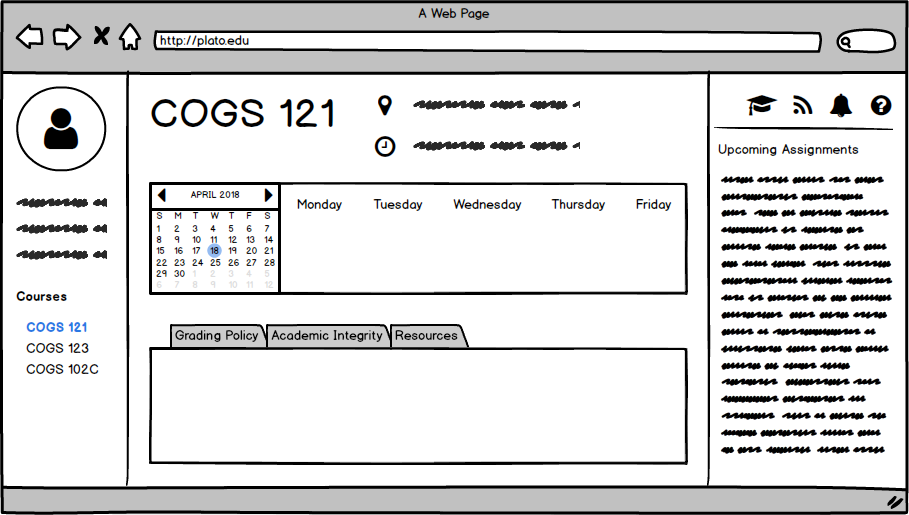 A Web Page
http://plato.edu
COGS 121
Courses
COGS 121
COGS 123
COGS 102C
APRIL 2018
S M T W T F S
1 2 3 4 5 6 7
8 9 10 11 12 13 14
15 16 17 18 19 20 21
22 23 24 25 26 27 28
29 30 1 2 3 4 5
6 7 8 9 10 11 12
Monday Tuesday Wednesday Thursday Friday
Grading Policy Academic Integrity Resources
Upcoming Assignments